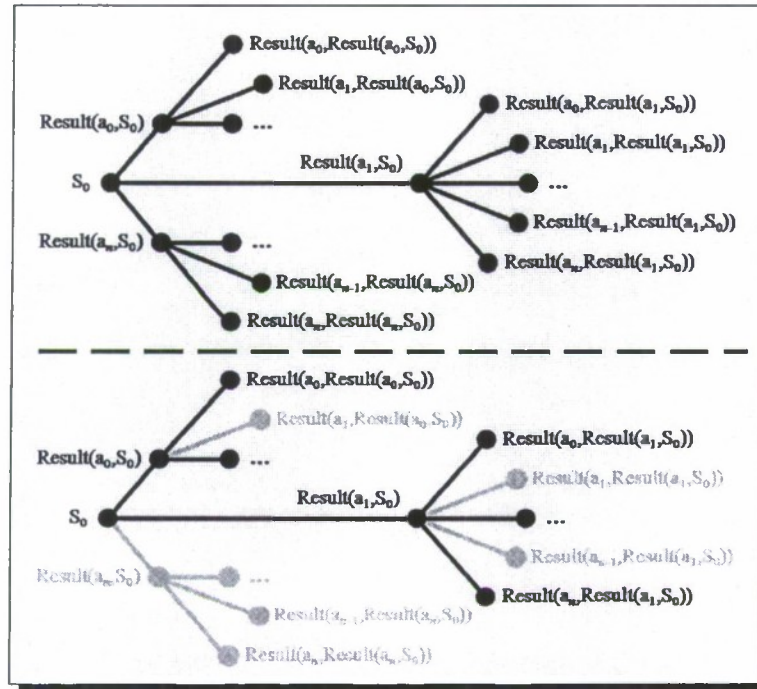 Result(a₀,Result(a₀,S₀))
Result(a₁,Result(a₀,S₀))
Result(a₀,S₀)
...
Result(a₀,Result(a₁,S₀))
Result(a₁,Result(a₁,S₀))
Result(a₁,S₀)
S₀
...
Result(aₙ₋₁,Result(a₁,S₀))
Result(aₙ,S₀)
...
Result(aₙ,Result(a₁,S₀))
Result(aₙ₋₁,Result(aₙ,S₀))
Result(aₙ,Result(aₙ,S₀))
Result(a₀,Result(a₀,S₀))
Result(a₁,Result(a₀,S₀))
Result(a₀,S₀)
...
Result(a₀,Result(a₁,S₀))
Result(a₁,Result(a₁,S₀))
Result(a₁,S₀)
S₀
...
Result(aₙ₋₁,Result(a₁,S₀))
Result(aₙ,S₀)
...
Result(aₙ,Result(a₁,S₀))
Result(aₙ₋₁,Result(aₙ,S₀))
Result(aₙ,Result(aₙ,S₀))